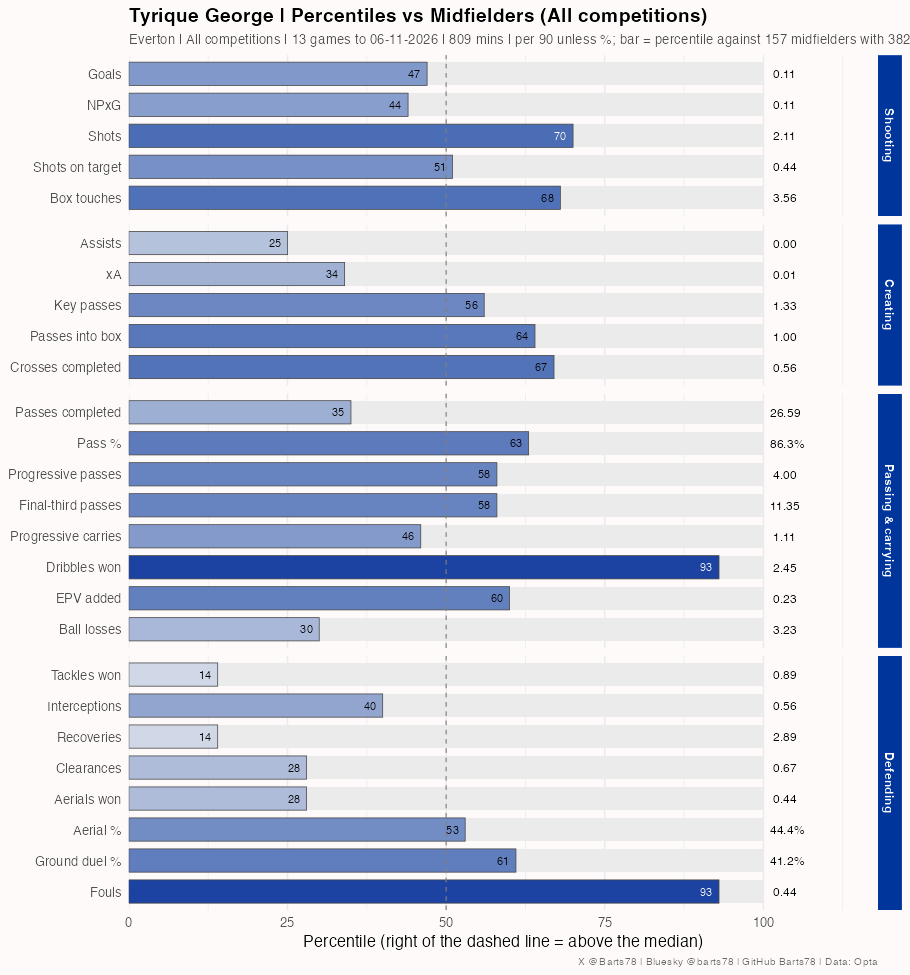 Tyrique George | Percentiles vs Midfielders (All competitions)
Everton | All competitions | 13 games to 06-11-2026 | 809 mins | per 90 unless %; bar = percentile against 157 midfielders with 382
Shooting
Goals 47 0.11
NPxG 44 0.11
Shots 70 2.11
Shots on target 51 0.44
Box touches 68 3.56
Creating
Assists 25 0.00
xA 34 0.01
Key passes 56 1.33
Passes into box 64 1.00
Crosses completed 67 0.56
Passing & carrying
Passes completed 35 26.59
Pass % 63 86.3%
Progressive passes 58 4.00
Final-third passes 58 11.35
Progressive carries 46 1.11
Dribbles won 93 2.45
EPV added 60 0.23
Ball losses 30 3.23
Defending
Tackles won 14 0.89
Interceptions 40 0.56
Recoveries 14 2.89
Clearances 28 0.67
Aerials won 28 0.44
Aerial % 53 44.4%
Ground duel % 61 41.2%
Fouls 93 0.44
0 25 50 75 100
Percentile (right of the dashed line = above the median)
X @Barts78 | Bluesky @barts78 | GitHub Barts78 | Data: Opta